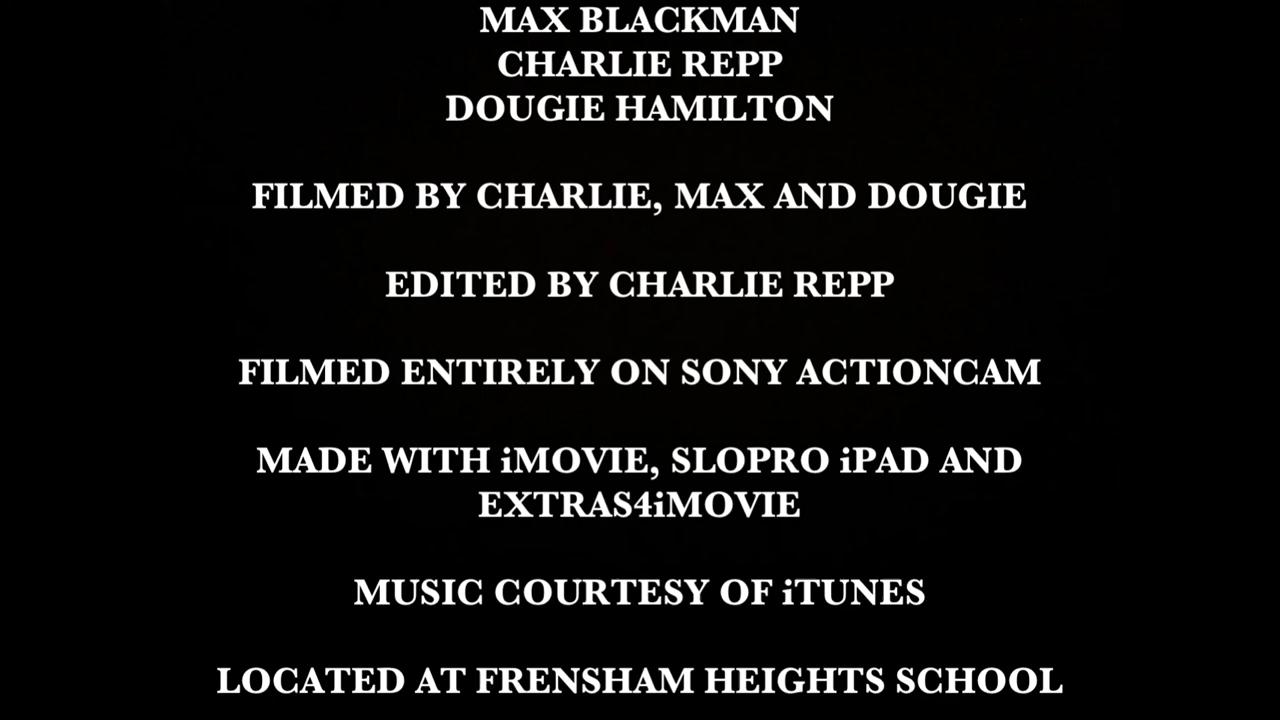 MAX BLACKMAN
CHARLIE REPP
DOUGIE HAMILTON
FILMED BY CHARLIE, MAX AND DOUGIE
EDITED BY CHARLIE REPP
FILMED ENTIRELY ON SONY ACTIONCAM
MADE WITH iMOVIE, SLOPRO iPAD AND
EXTRAS4iMOVIE
MUSIC COURTESY OF iTUNES
LOCATED AT FRENSHAM HEIGHTS SCHOOL